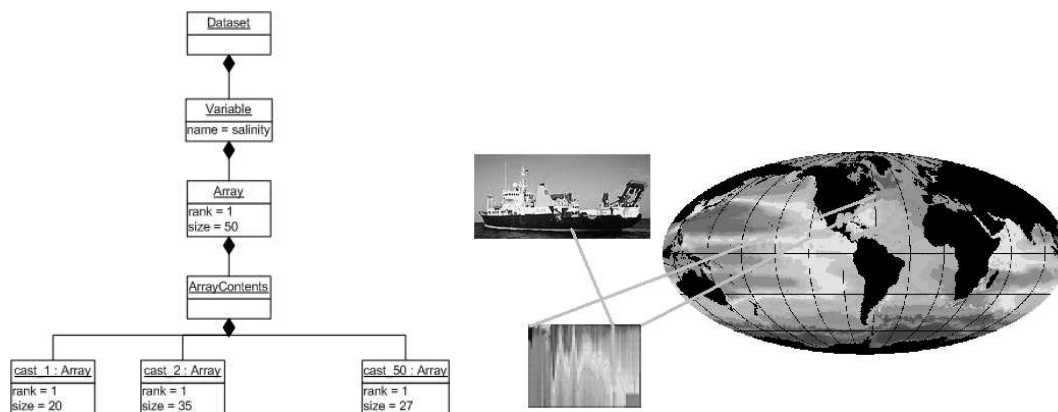 Dataset
Variable
name = salinity
Array
rank = 1
size = 50
ArrayContents
cast_1 : Array
rank = 1
size = 20
cast_2 : Array
rank = 1
size = 35
cast_50 : Array
rank = 1
size = 27